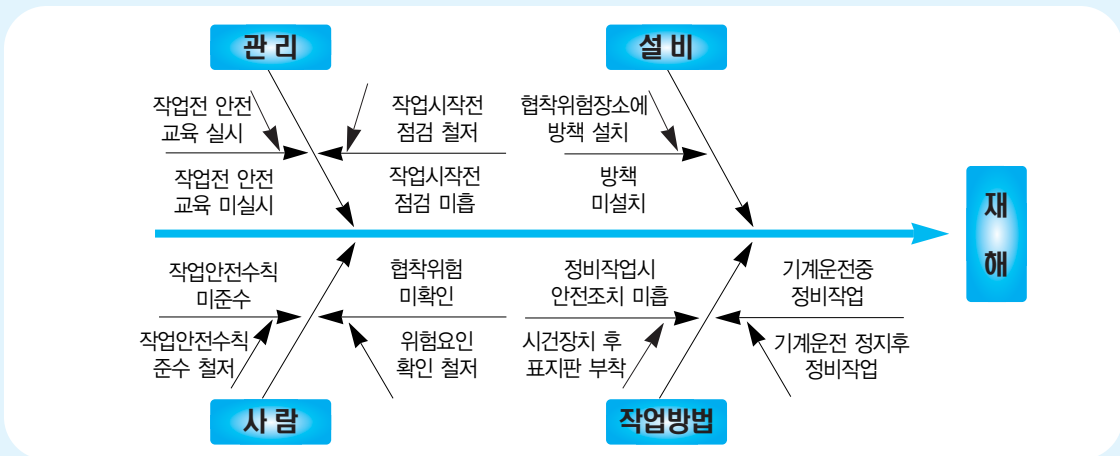 관 리
설 비
작업전 안전
교육 실시
작업시작전
점검 철저
협착위험장소에
방책 설치
작업전 안전
교육 미실시
작업시작전
점검 미흡
방책
미설치
재
해
작업안전수칙
미준수
협착위험
미확인
정비작업시
안전조치 미흡
기계운전중
정비작업
작업안전수칙
준수 철저
위험요인
확인 철저
시건장치 후
표지판 부착
기계운전 정지후
정비작업
사 람
작업방법